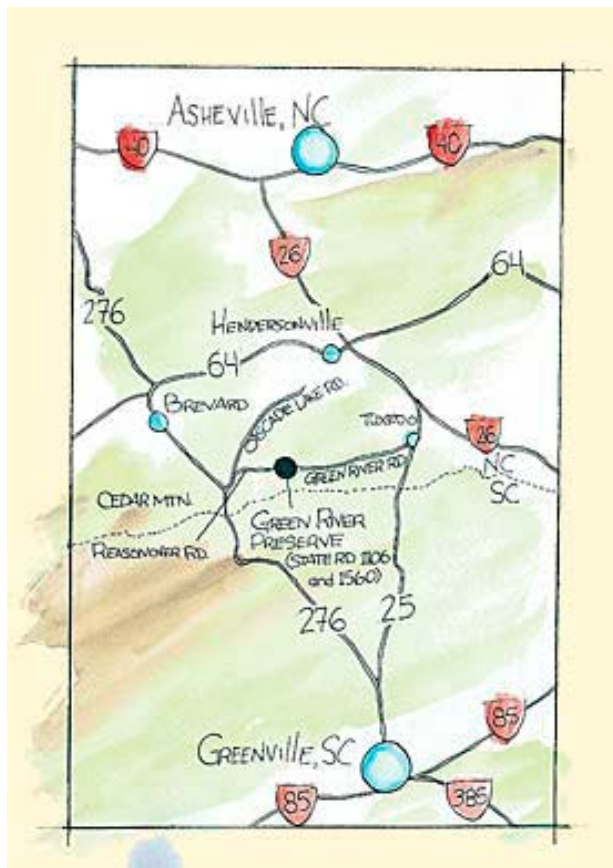 ASHEVILLE, NC
40
40
26
64
276
HENDERSONVILLE
64
CASCADE LAKE RD.
BREVARD
TUXEDO
26
GREEN RIVER RD.
NC
SC
CEDAR MTN.
GREEN RIVER
PRESERVE
(STATE RD 1106
and 1560)
REASONOVER RD.
276
25
85
GREENVILLE, SC
85
385